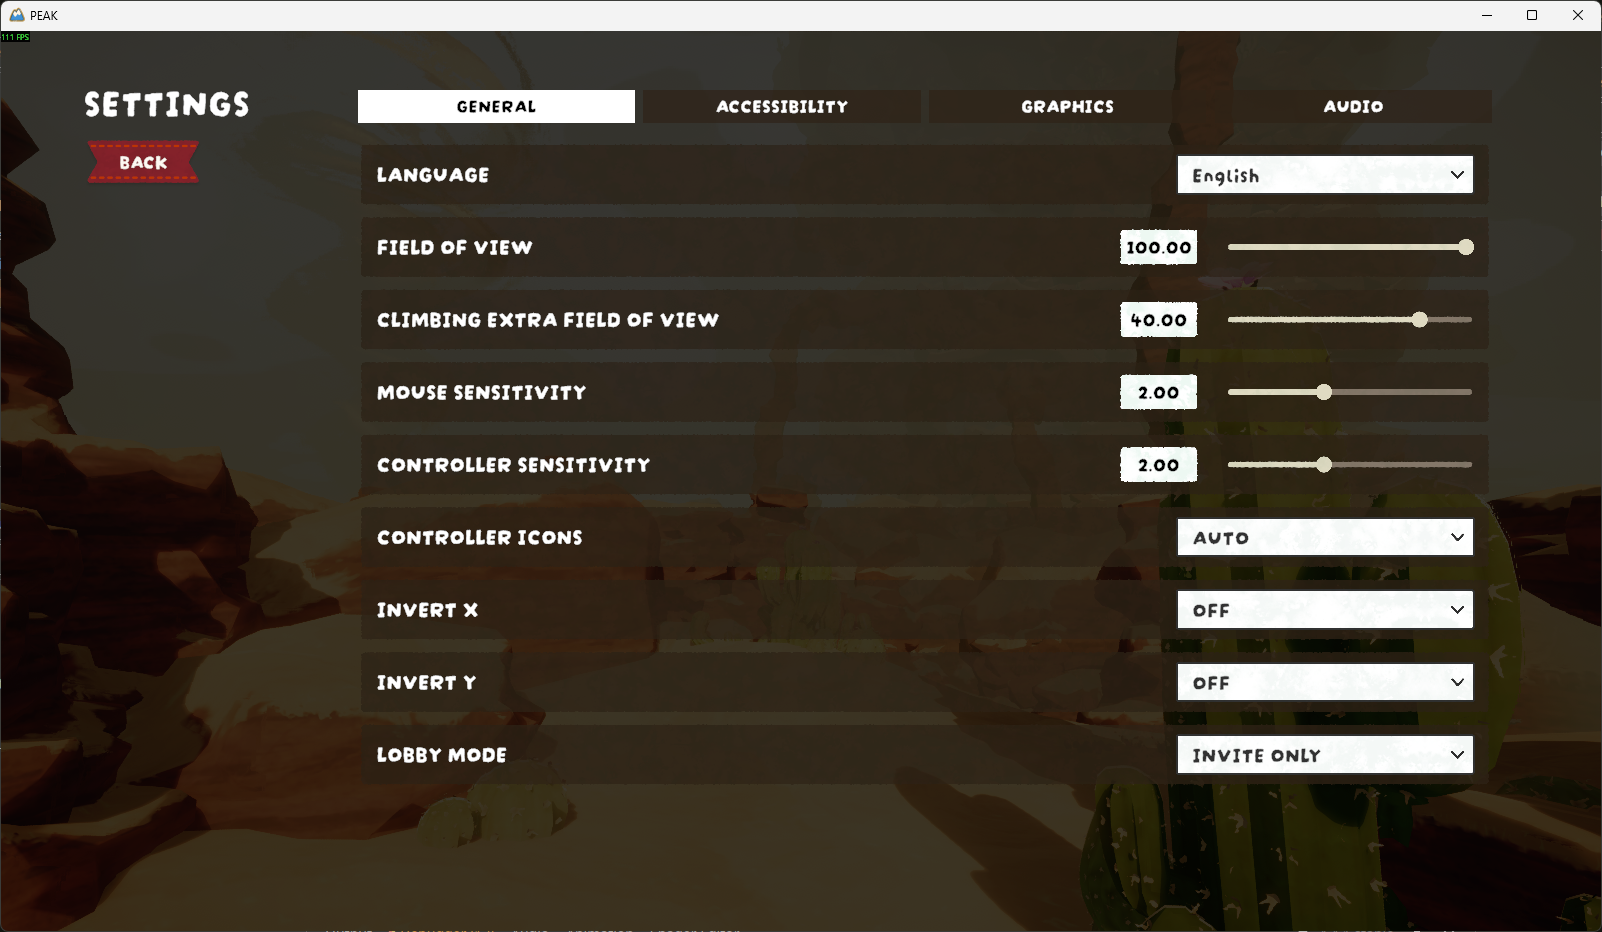 PEAK
111 FPS
SETTINGS
BACK
GENERAL
ACCESSIBILITY
GRAPHICS
AUDIO
LANGUAGE
English
FIELD OF VIEW
100.00
CLIMBING EXTRA FIELD OF VIEW
40.00
MOUSE SENSITIVITY
2.00
CONTROLLER SENSITIVITY
2.00
CONTROLLER ICONS
AUTO
INVERT X
OFF
INVERT Y
OFF
LOBBY MODE
INVITE ONLY